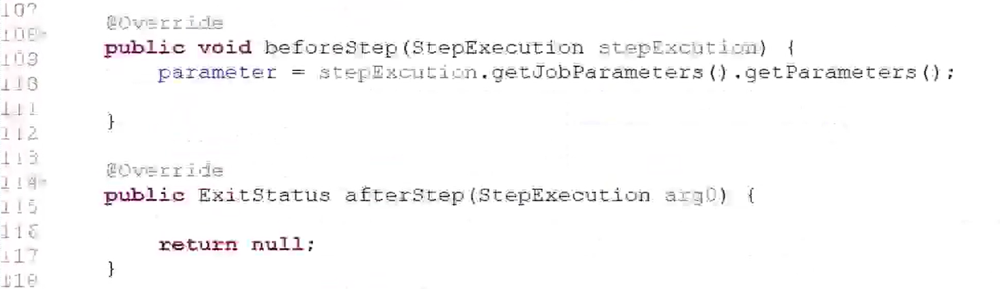 107
@Override
108
public void beforeStep(StepExecution stepExcution) {
109
parameter = stepExcution.getJobParameters().getParameters();
110
111
}
112
113
@Override
114
public ExitStatus afterStep(StepExecution arg0) {
115
116
return null;
117
}
118